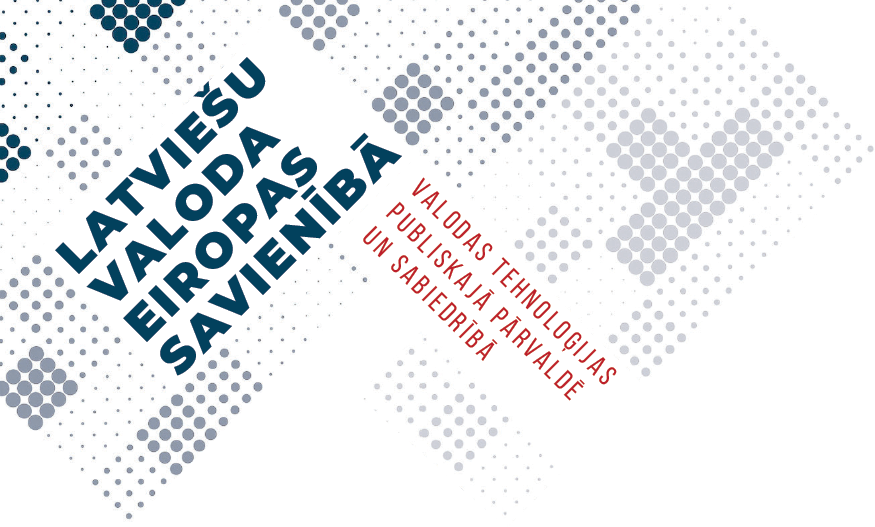 LATVIEŠU
VALODA
EIROPAS
SAVIENĪBĀ
VALODAS TEHNOLOĢIJAS
PUBLISKAJĀ PĀRVALDĒ
UN SABIEDRĪBĀ